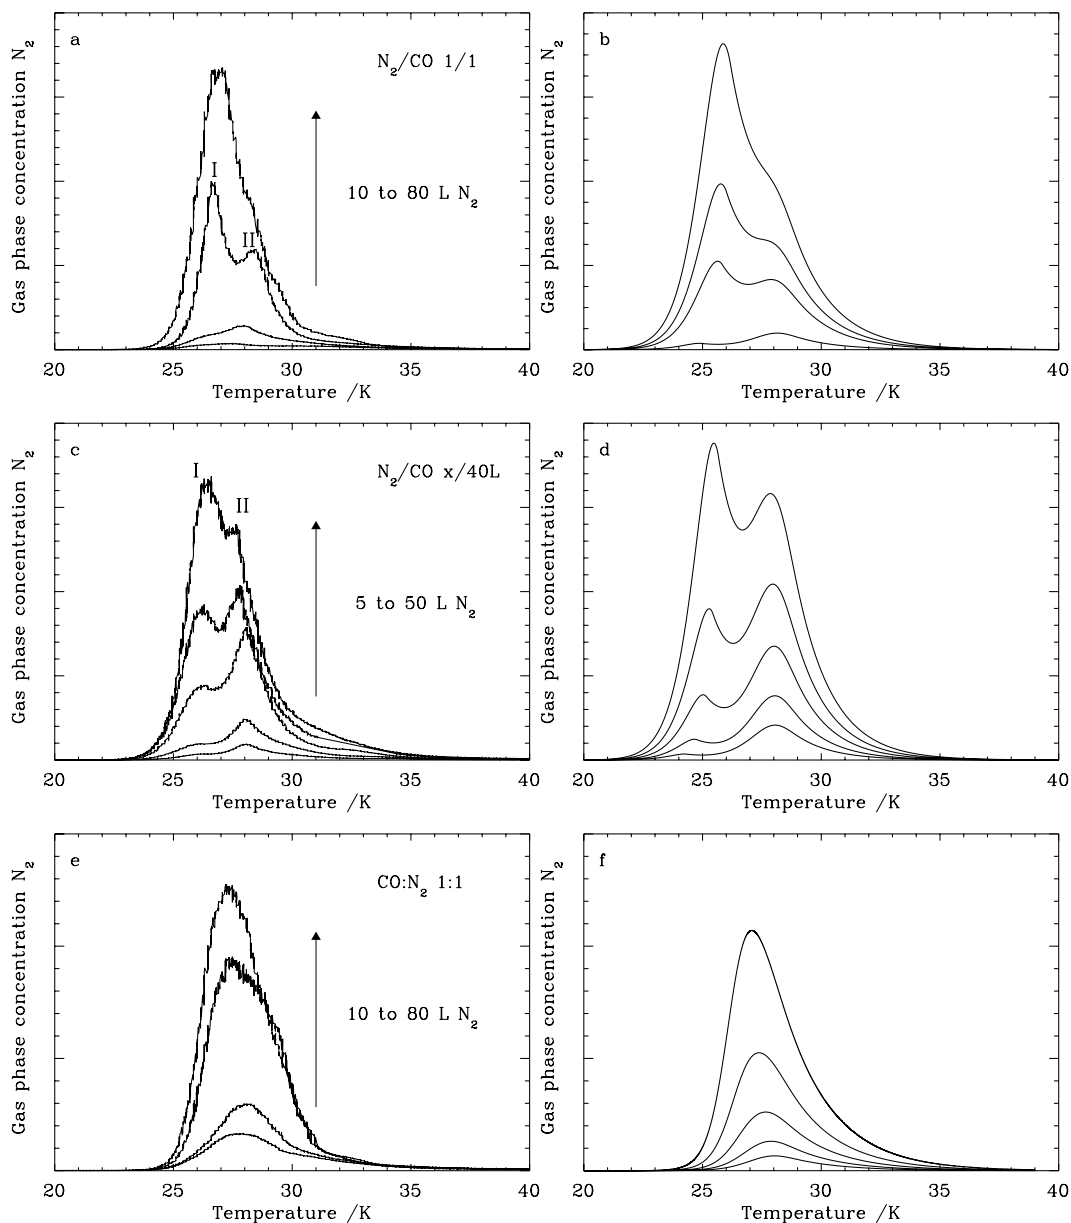 a
N₂/CO 1/1
I
II
10 to 80 L N₂
Gas phase concentration N₂
20 25 30 35 40
Temperature /K
b
Gas phase concentration N₂
20 25 30 35 40
Temperature /K
c
N₂/CO x/40L
I
II
5 to 50 L N₂
Gas phase concentration N₂
20 25 30 35 40
Temperature /K
d
Gas phase concentration N₂
20 25 30 35 40
Temperature /K
e
CO:N₂ 1:1
10 to 80 L N₂
Gas phase concentration N₂
20 25 30 35 40
Temperature /K
f
Gas phase concentration N₂
20 25 30 35 40
Temperature /K